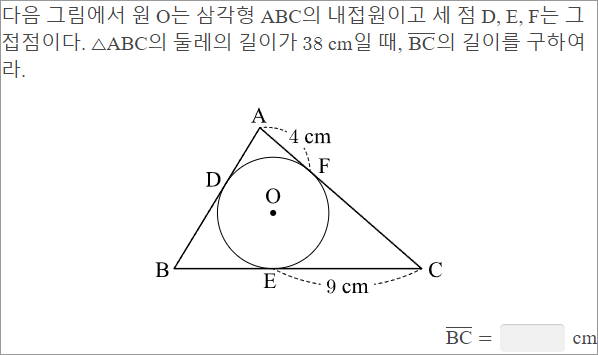 다음 그림에서 원 O는 삼각형 ABC의 내접원이고 세 점 D, E, F는 그
접점이다. △ABC의 둘레의 길이가 38 cm일 때, B̅C̅의 길이를 구하여
라.
A
4 cm
F
D
O
B
E
C
9 cm
B̅C̅ = cm